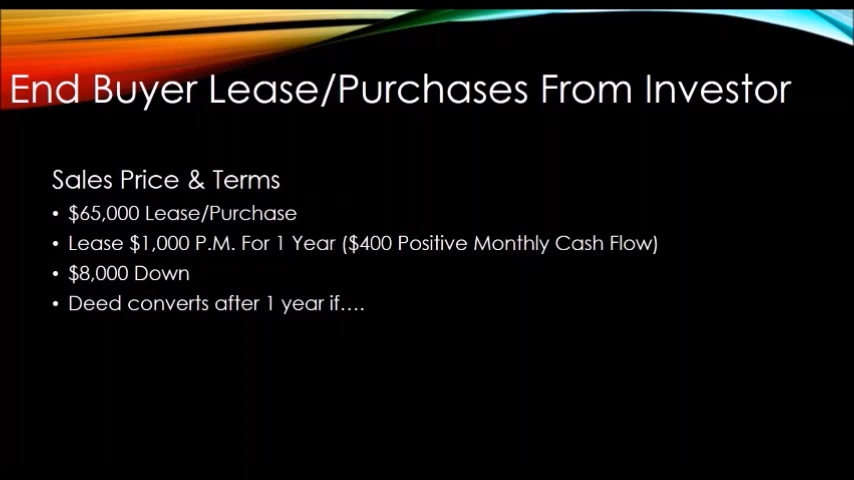 End Buyer Lease/Purchases From Investor
Sales Price & Terms
• $65,000 Lease/Purchase
• Lease $1,000 P.M. For 1 Year ($400 Positive Monthly Cash Flow)
• $8,000 Down
• Deed converts after 1 year if….